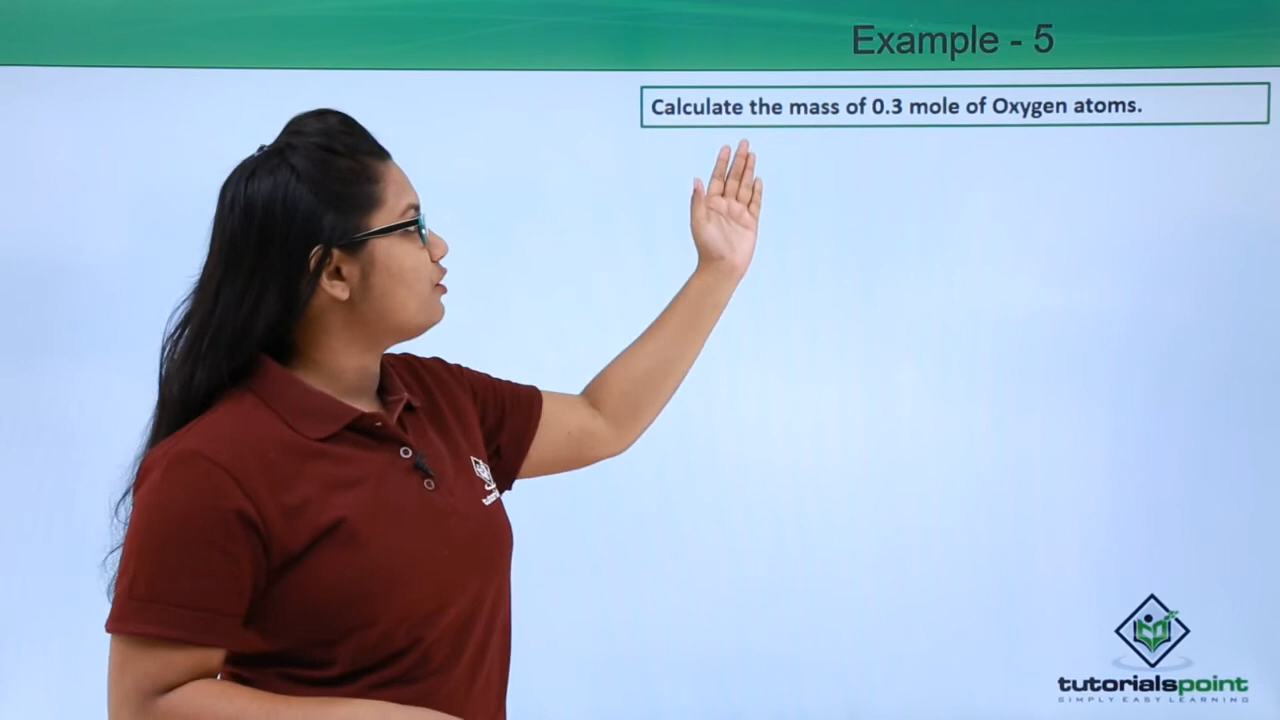 Example - 5
Calculate the mass of 0.3 mole of Oxygen atoms.
tutorialspoint
SIMPLY EASY LEARNING